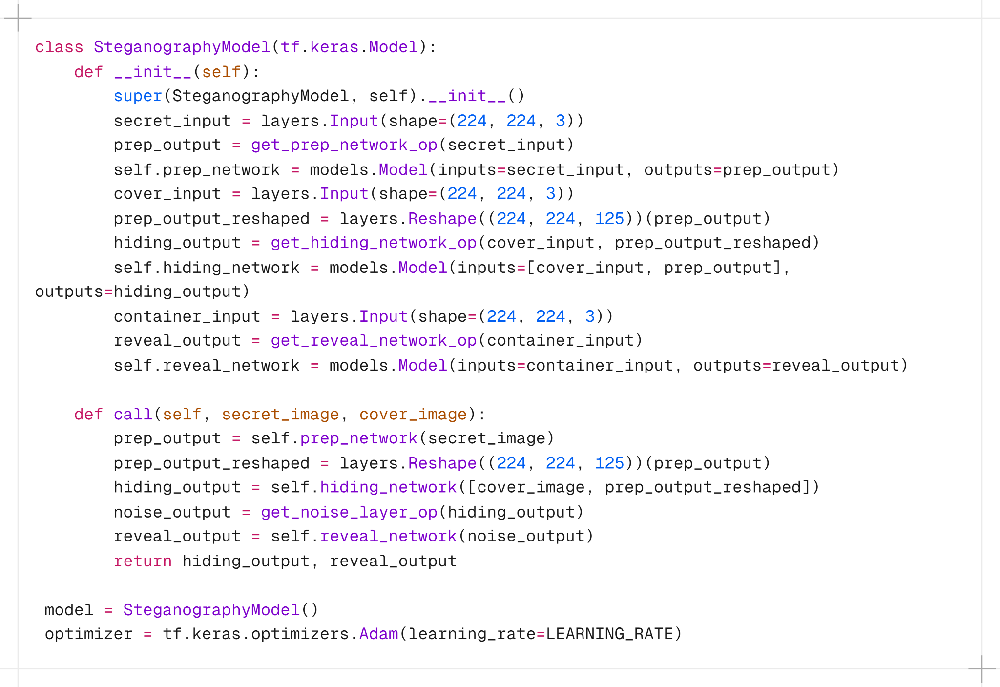 class SteganographyModel(tf.keras.Model):
    def __init__(self):
        super(SteganographyModel, self).__init__()
        secret_input = layers.Input(shape=(224, 224, 3))
        prep_output = get_prep_network_op(secret_input)
        self.prep_network = models.Model(inputs=secret_input, outputs=prep_output)
        cover_input = layers.Input(shape=(224, 224, 3))
        prep_output_reshaped = layers.Reshape((224, 224, 125))(prep_output)
        hiding_output = get_hiding_network_op(cover_input, prep_output_reshaped)
        self.hiding_network = models.Model(inputs=[cover_input, prep_output],
outputs=hiding_output)
        container_input = layers.Input(shape=(224, 224, 3))
        reveal_output = get_reveal_network_op(container_input)
        self.reveal_network = models.Model(inputs=container_input, outputs=reveal_output)

    def call(self, secret_image, cover_image):
        prep_output = self.prep_network(secret_image)
        prep_output_reshaped = layers.Reshape((224, 224, 125))(prep_output)
        hiding_output = self.hiding_network([cover_image, prep_output_reshaped])
        noise_output = get_noise_layer_op(hiding_output)
        reveal_output = self.reveal_network(noise_output)
        return hiding_output, reveal_output

 model = SteganographyModel()
 optimizer = tf.keras.optimizers.Adam(learning_rate=LEARNING_RATE)